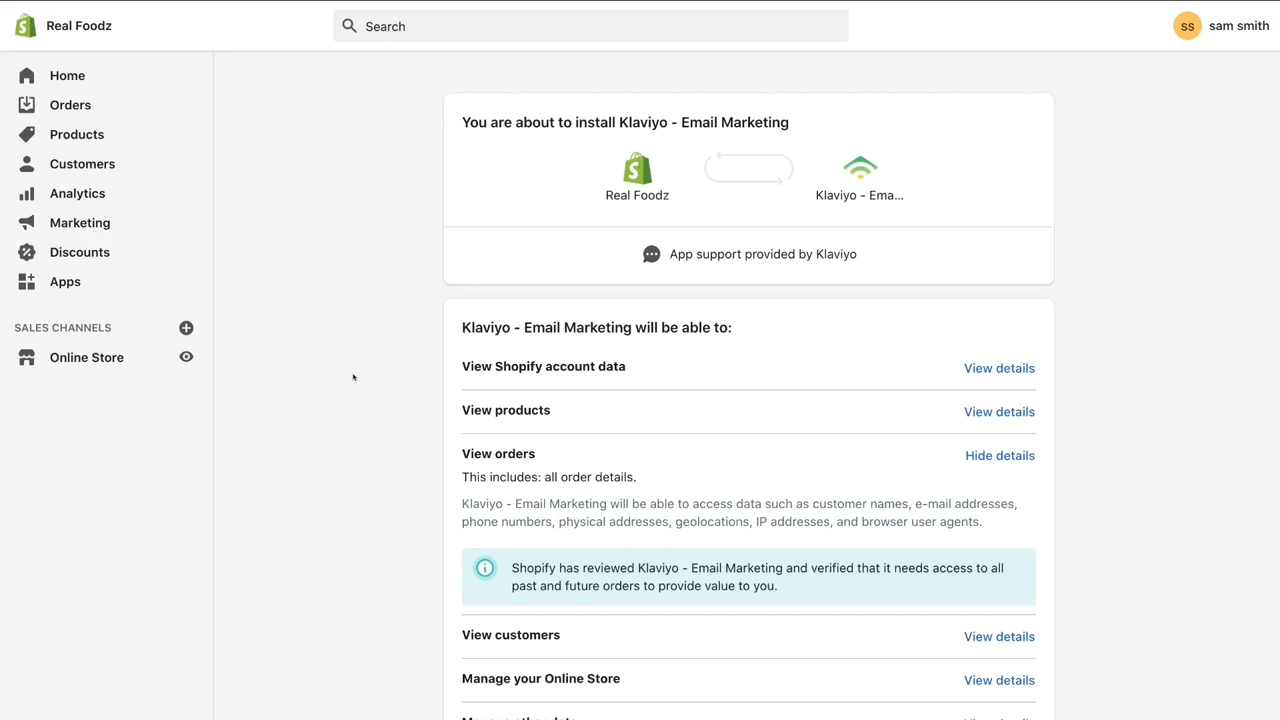 Real Foodz
Search
SS
sam smith
Home
Orders
Products
Customers
Analytics
Marketing
Discounts
Apps
SALES CHANNELS
Online Store
You are about to install Klaviyo - Email Marketing
Real Foodz
Klaviyo - Ema...
App support provided by Klaviyo
Klaviyo - Email Marketing will be able to:
View Shopify account data
View details
View products
View details
View orders
Hide details
This includes: all order details.
Klaviyo - Email Marketing will be able to access data such as customer names, e-mail addresses,
phone numbers, physical addresses, geolocations, IP addresses, and browser user agents.
Shopify has reviewed Klaviyo - Email Marketing and verified that it needs access to all
past and future orders to provide value to you.
View customers
View details
Manage your Online Store
View details